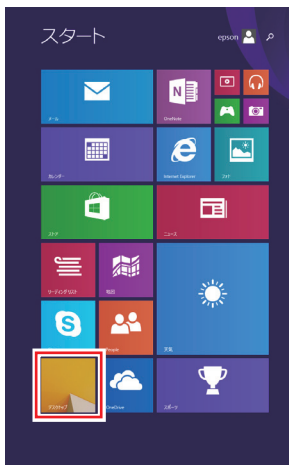 スタート
epson
メール
OneNote
カレンダー
Internet Explorer
フォト
ストア
ニュース
リーディングリスト
People
天気
デスクトップ
OneDrive
スポーツ